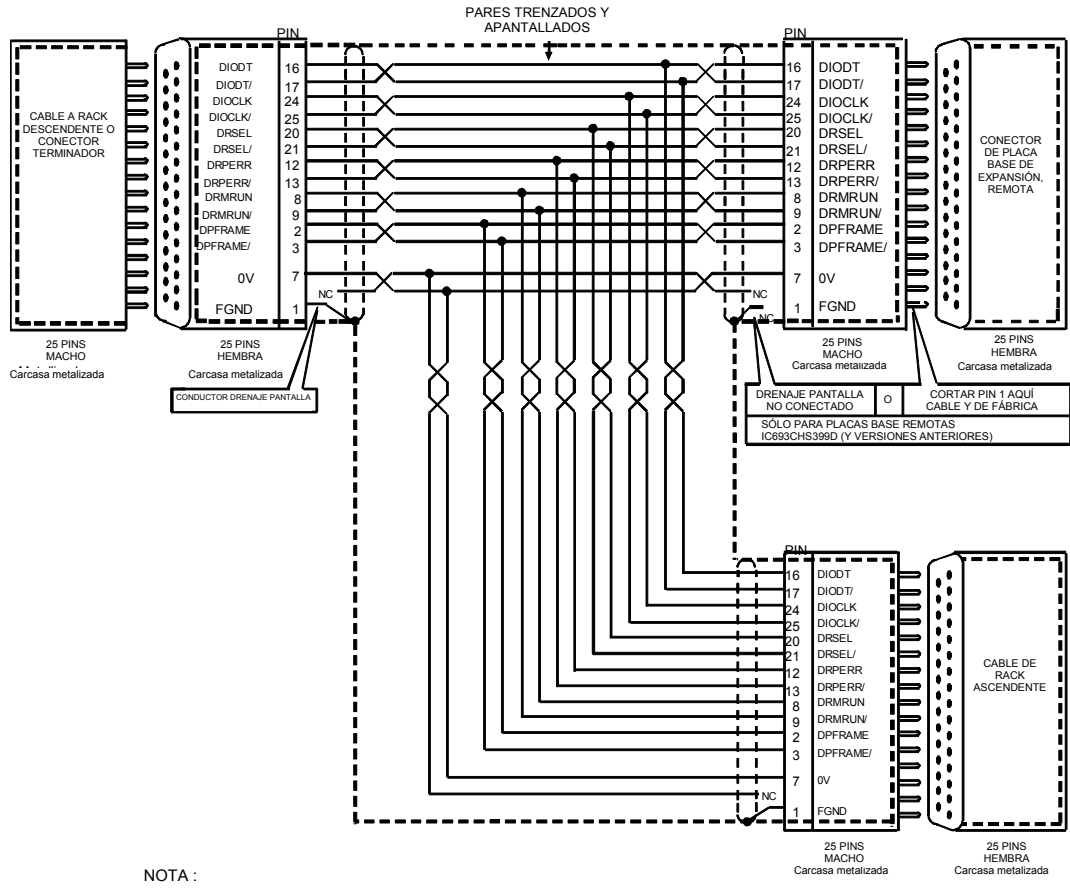 PARES TRENZADOS Y
APANTALLADOS
PIN
CABLE A RACK
DESCENDENTE O
CONECTOR
TERMINADOR
DIODT 16
DIODT/ 17
DIOCLK 24
DIOCLK/ 25
DRSEL 20
DRSEL/ 21
DRPERR 12
DRPERR/ 13
DRMRUN 8
DRMRUN/ 9
DPFRAME 2
DPFRAME/ 3
0V 7
NC
FGND 1
25 PINS
MACHO
Carcasa metalizada
25 PINS
HEMBRA
Carcasa metalizada
CONDUCTOR DRENAJE PANTALLA
PIN
16 DIODT
17 DIODT/
24 DIOCLK
25 DIOCLK/
20 DRSEL
21 DRSEL/
12 DRPERR
13 DRPERR/
8 DRMRUN
9 DRMRUN/
2 DPFRAME
3 DPFRAME/
7 0V
NC
1 FGND
NC
CONECTOR
DE PLACA
BASE DE
EXPANSIÓN,
REMOTA
25 PINS
MACHO
Carcasa metalizada
25 PINS
HEMBRA
Carcasa metalizada
DRENAJE PANTALLA
NO CONECTADO
O
CORTAR PIN 1 AQUÍ
CABLE Y DE FÁBRICA
SÓLO PARA PLACAS BASE REMOTAS
IC693CHS399D (Y VERSIONES ANTERIORES)
PIN
16 DIODT
17 DIODT/
24 DIOCLK
25 DIOCLK/
20 DRSEL
21 DRSEL/
12 DRPERR
13 DRPERR/
8 DRMRUN
9 DRMRUN/
2 DPFRAME
3 DPFRAME/
7 0V
NC
1 FGND
CABLE DE
RACK
ASCENDENTE
25 PINS
MACHO
Carcasa metalizada
25 PINS
HEMBRA
Carcasa metalizada
NOTA :